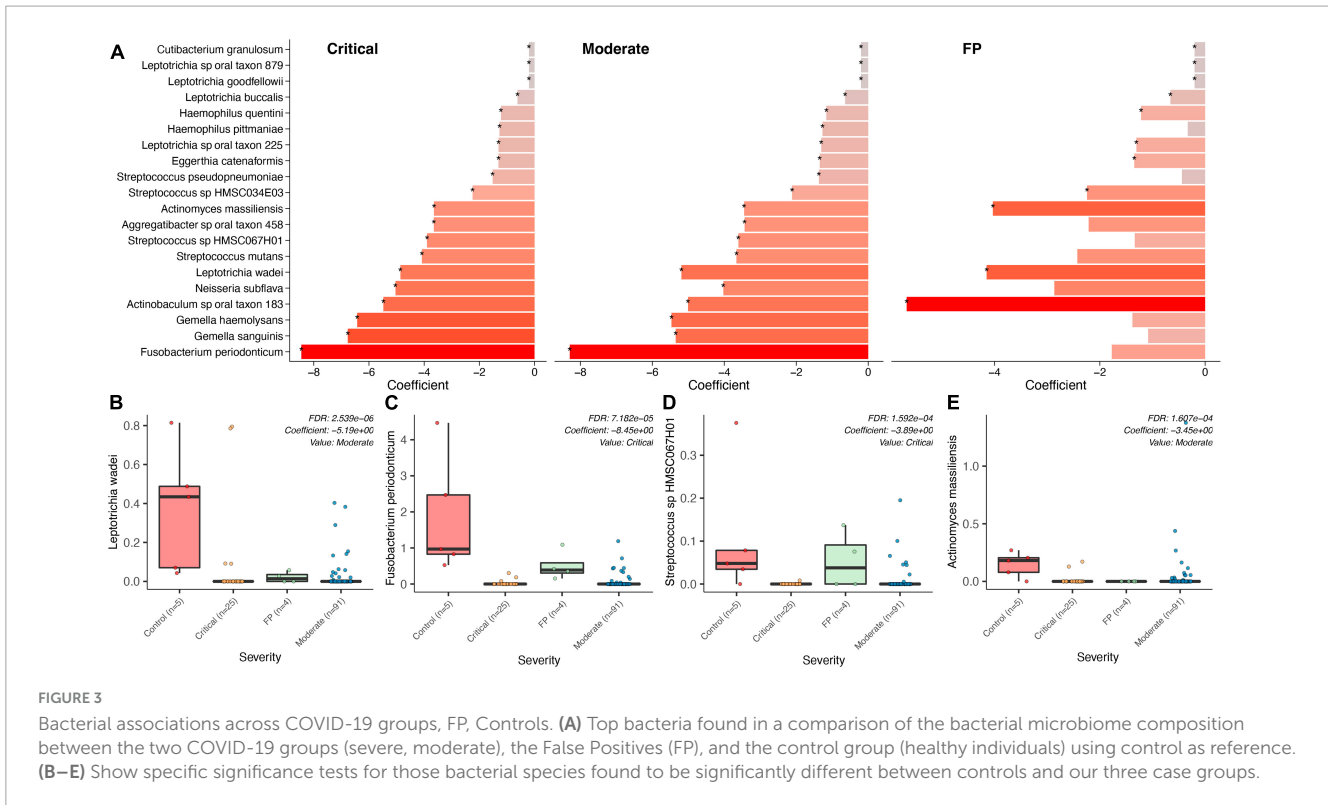 A
Critical
Moderate
FP
Cutibacterium granulosum
Leptotrichia sp oral taxon 879
Leptotrichia goodfellowii
Leptotrichia buccalis
Haemophilus quentini
Haemophilus pittmaniae
Leptotrichia sp oral taxon 225
Eggerthia catenaformis
Streptococcus pseudopneumoniae
Streptococcus sp HMSC034E03
Actinomyces massiliensis
Aggregatibacter sp oral taxon 458
Streptococcus sp HMSC067H01
Streptococcus mutans
Leptotrichia wadei
Neisseria subflava
Actinobaculum sp oral taxon 183
Gemella haemolysans
Gemella sanguinis
Fusobacterium periodonticum
−8 −6 −4 −2 0
Coefficient
−8 −6 −4 −2 0
Coefficient
−4 −2 0
Coefficient
B
FDR: 2.539e−06
Coefficient: −5.19e+00
Value: Moderate
Leptotrichia wadei
0.8
0.6
0.4
0.2
0.0
Control (n=5)
Critical (n=25)
FP (n=4)
Moderate (n=91)
Severity
C
FDR: 7.182e−05
Coefficient: −8.45e+00
Value: Critical
Fusobacterium periodonticum
4
3
2
1
0
Control (n=5)
Critical (n=25)
FP (n=4)
Moderate (n=91)
Severity
D
FDR: 1.592e−04
Coefficient: −3.89e+00
Value: Critical
Streptococcus sp HMSC067H01
0.3
0.2
0.1
0.0
Control (n=5)
Critical (n=25)
FP (n=4)
Moderate (n=91)
Severity
E
FDR: 1.607e−04
Coefficient: −3.45e+00
Value: Moderate
Actinomyces massiliensis
1.0
0.5
0.0
Control (n=5)
Critical (n=25)
FP (n=4)
Moderate (n=91)
Severity
FIGURE 3
Bacterial associations across COVID-19 groups, FP, Controls. (A) Top bacteria found in a comparison of the bacterial microbiome composition
between the two COVID-19 groups (severe, moderate), the False Positives (FP), and the control group (healthy individuals) using control as reference.
(B–E) Show specific significance tests for those bacterial species found to be significantly different between controls and our three case groups.